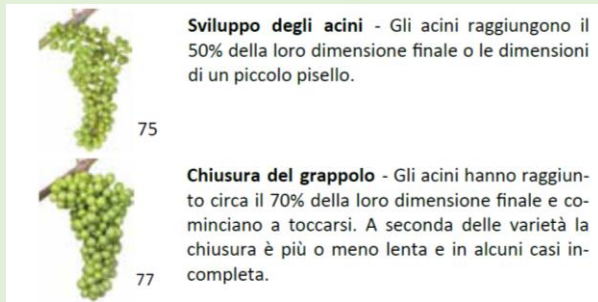 Sviluppo degli acini - Gli acini raggiungono il
50% della loro dimensione finale o le dimensioni
di un piccolo pisello.
75
Chiusura del grappolo - Gli acini hanno raggiun-
to circa il 70% della loro dimensione finale e co-
minciano a toccarsi. A seconda delle varietà la
chiusura è più o meno lenta e in alcuni casi in-
completa.
77